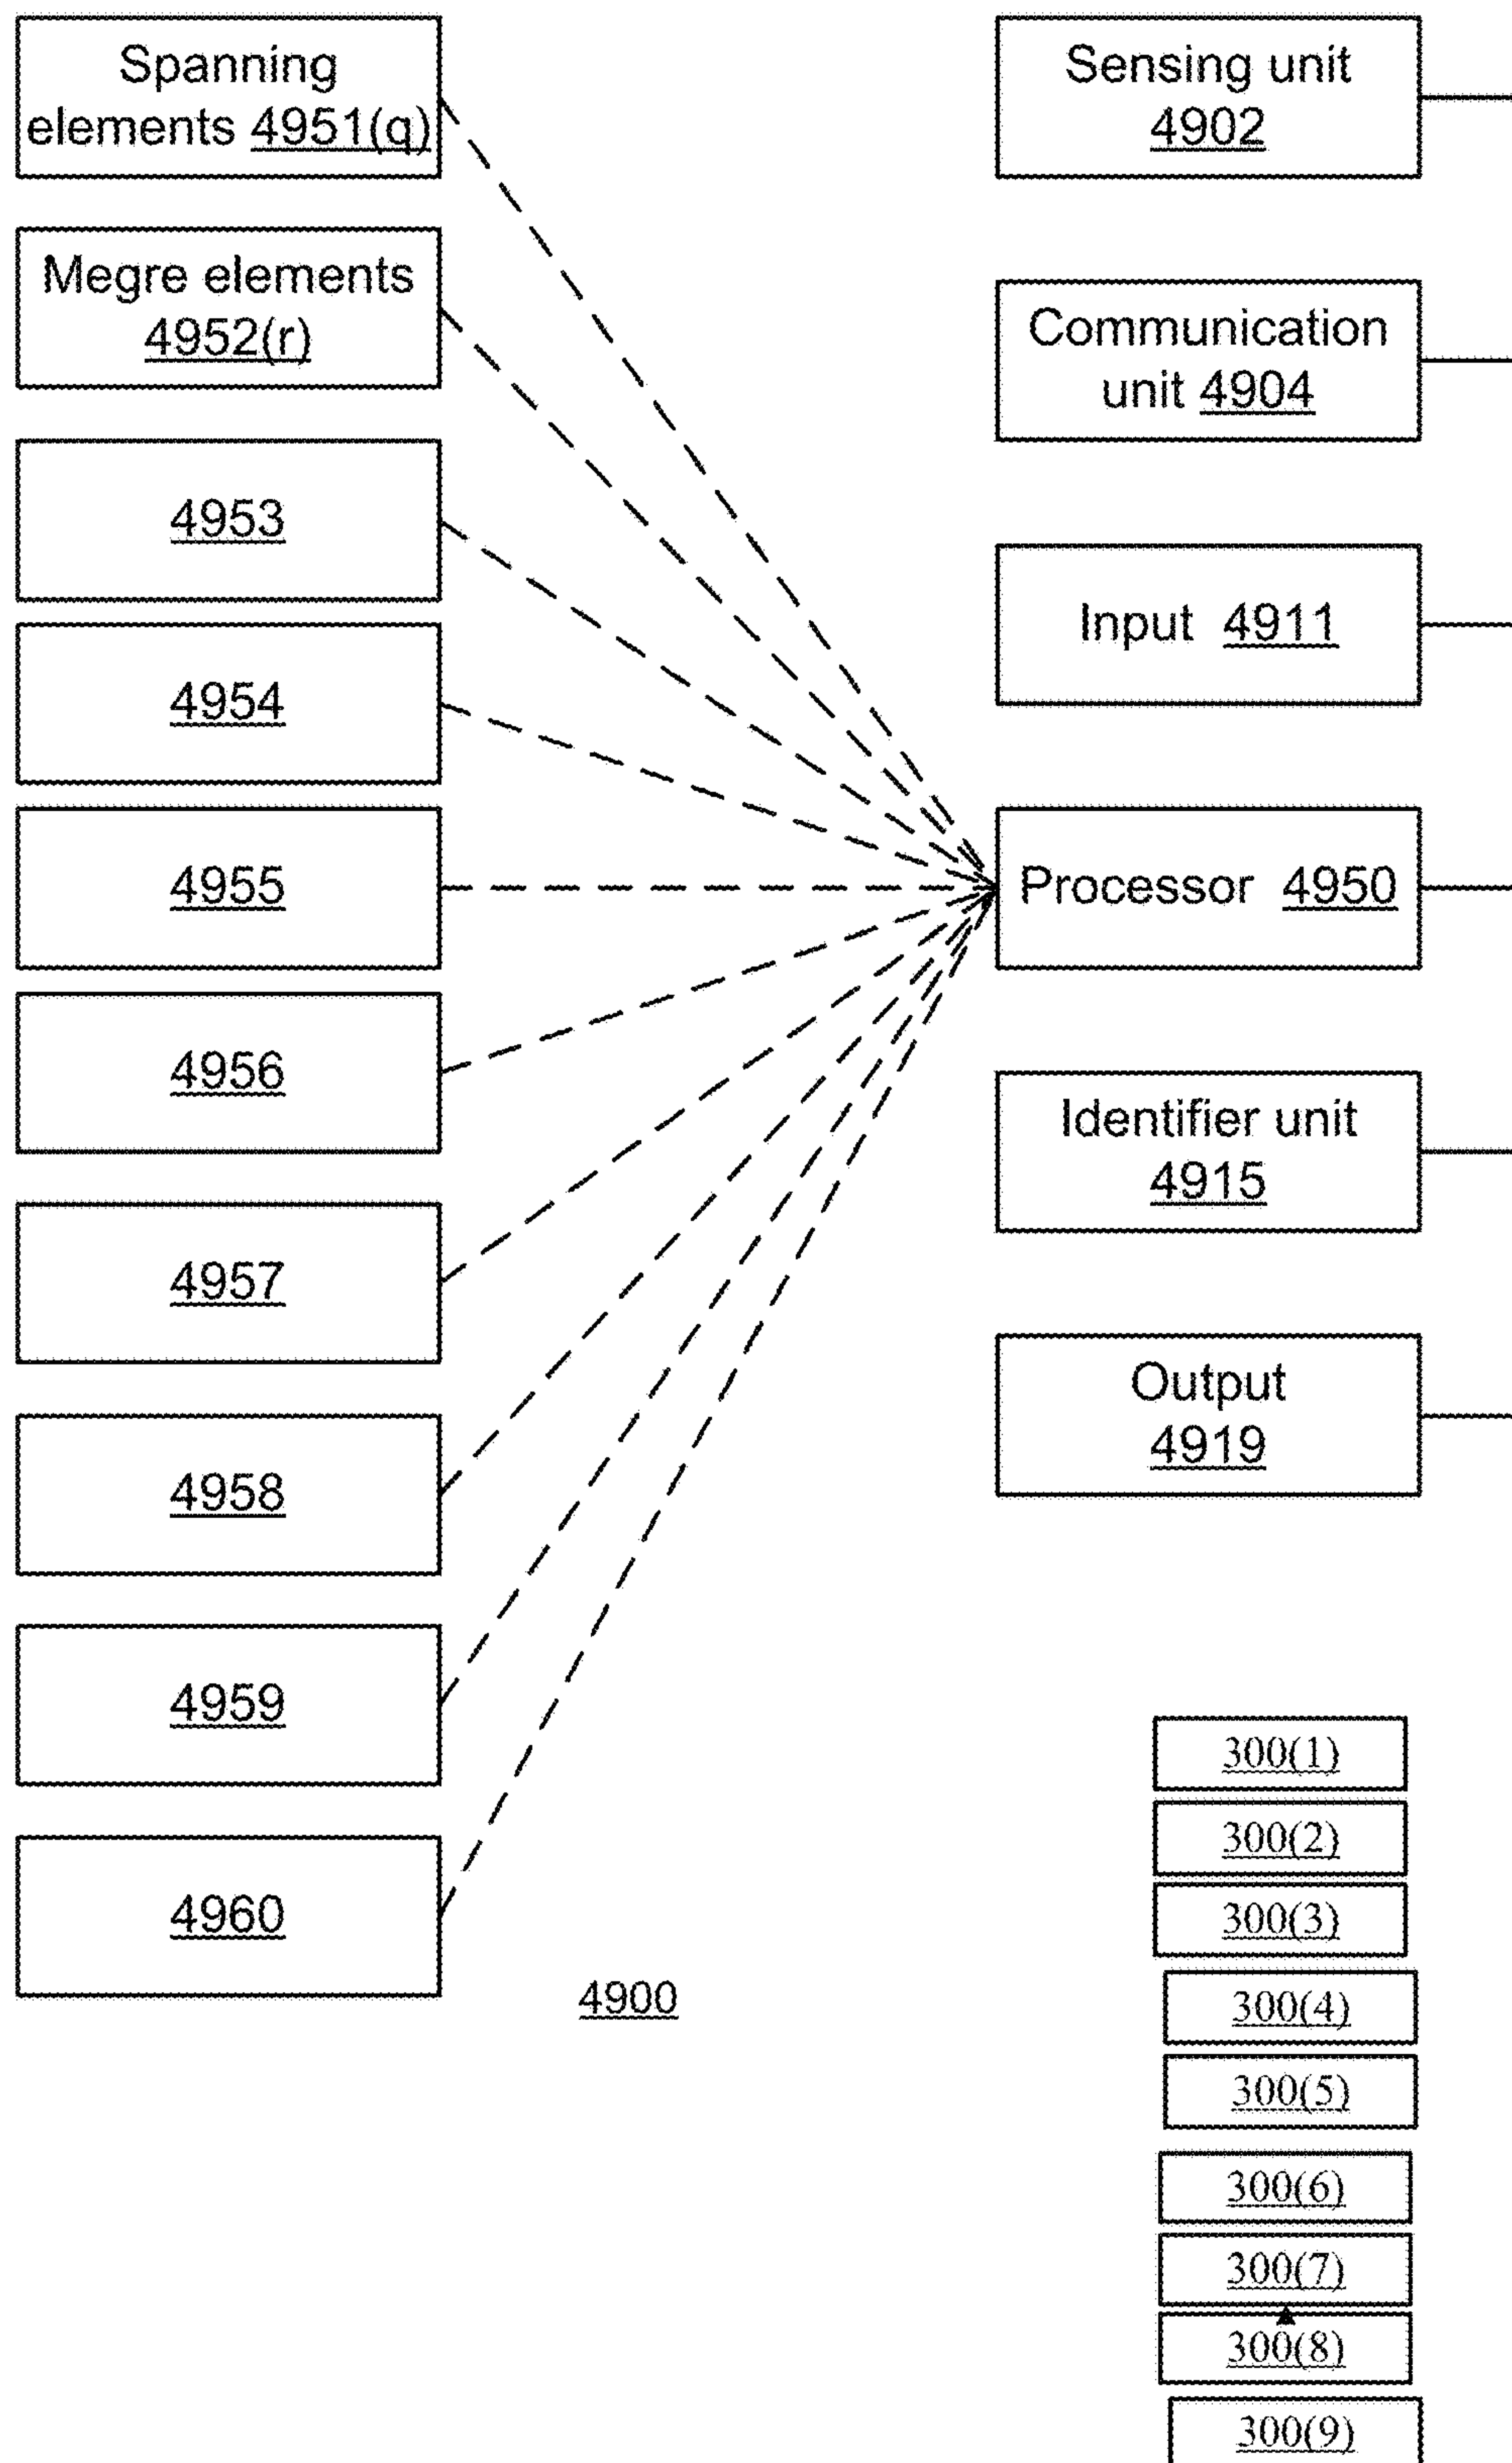 Spanning
elements 4951(q)
Megre elements
4952(r)
4953
4954
4955
4956
4957
4958
4959
4960
4900
Sensing unit
4902
Communication
unit 4904
Input 4911
Processor 4950
Identifier unit
4915
Output
4919
300(1)
300(2)
300(3)
300(4)
300(5)
300(6)
300(7)
300(8)
300(9)